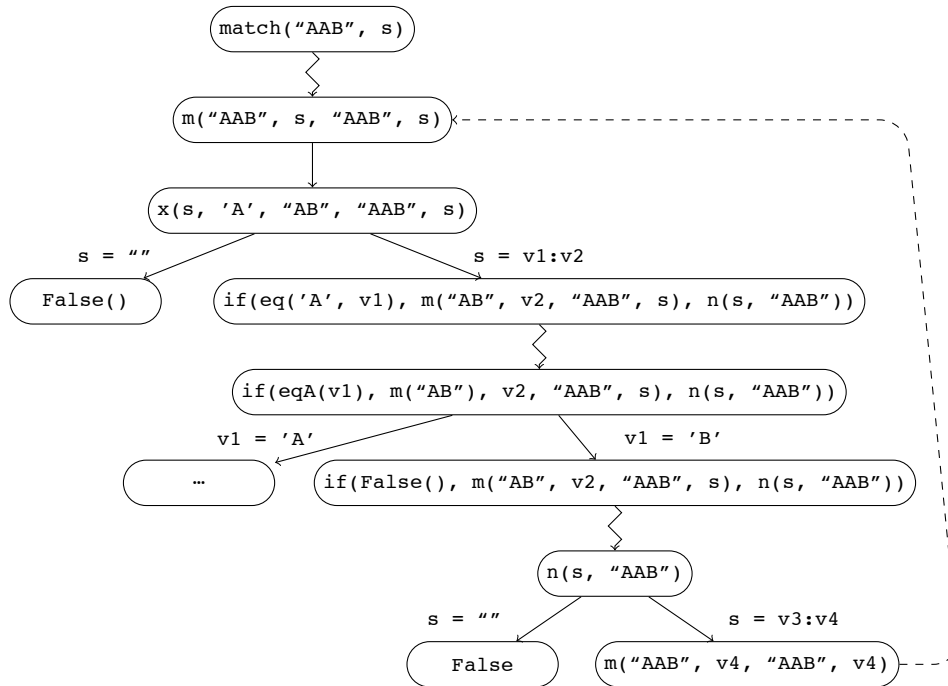 match(“AAB”, s)
m(“AAB”, s, “AAB”, s)
x(s, ’A’, “AB”, “AAB”, s)
s = “”
s = v1:v2
False()
if(eq(’A’, v1), m(“AB”, v2, “AAB”, s), n(s, “AAB”))
if(eqA(v1), m(“AB”), v2, “AAB”, s), n(s, “AAB”))
v1 = ’A’
v1 = ’B’
…
if(False(), m(“AB”, v2, “AAB”, s), n(s, “AAB”))
n(s, “AAB”)
s = “”
s = v3:v4
False
m(“AAB”, v4, “AAB”, v4)